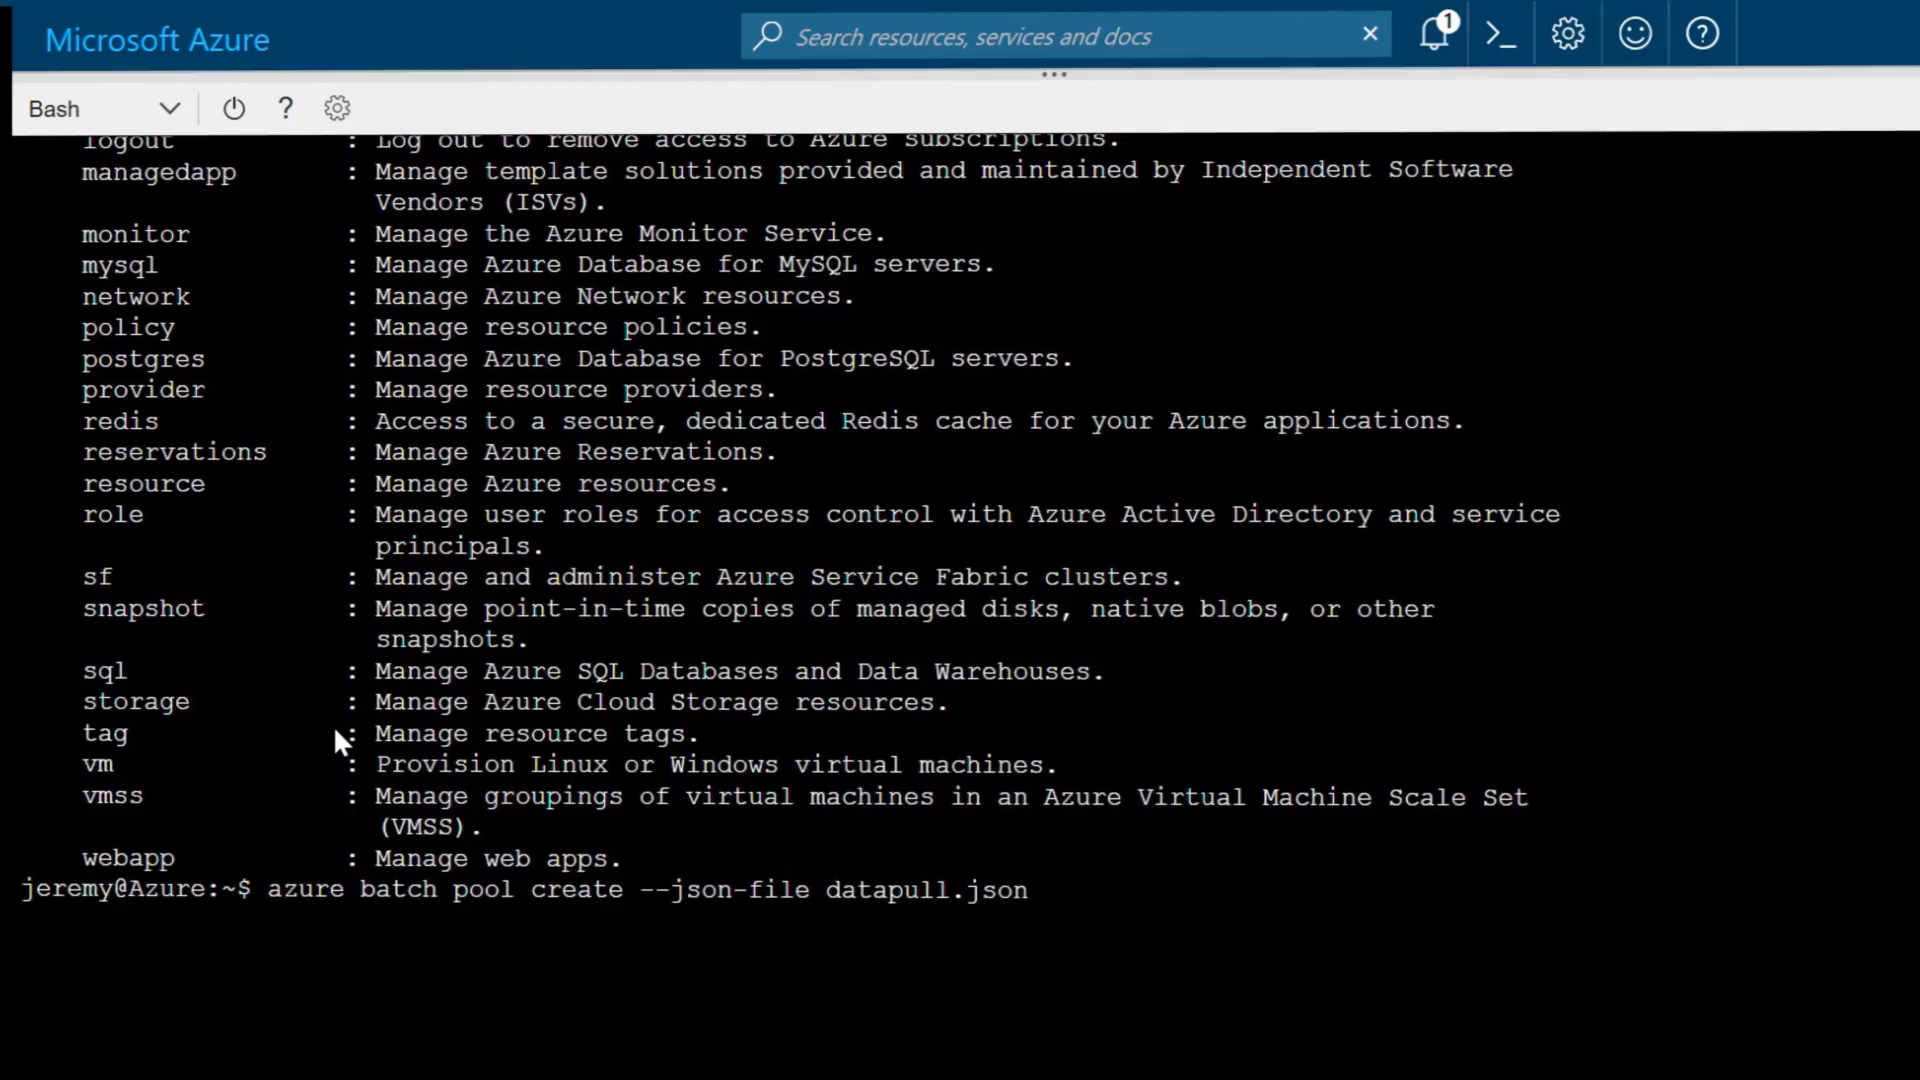 Microsoft Azure
Search resources, services and docs
1
Bash
logout : Log out to remove access to Azure subscriptions.
managedapp : Manage template solutions provided and maintained by Independent Software
Vendors (ISVs).
monitor : Manage the Azure Monitor Service.
mysql : Manage Azure Database for MySQL servers.
network : Manage Azure Network resources.
policy : Manage resource policies.
postgres : Manage Azure Database for PostgreSQL servers.
provider : Manage resource providers.
redis : Access to a secure, dedicated Redis cache for your Azure applications.
reservations : Manage Azure Reservations.
resource : Manage Azure resources.
role : Manage user roles for access control with Azure Active Directory and service
principals.
sf : Manage and administer Azure Service Fabric clusters.
snapshot : Manage point-in-time copies of managed disks, native blobs, or other
snapshots.
sql : Manage Azure SQL Databases and Data Warehouses.
storage : Manage Azure Cloud Storage resources.
tag : Manage resource tags.
vm : Provision Linux or Windows virtual machines.
vmss : Manage groupings of virtual machines in an Azure Virtual Machine Scale Set
(VMSS).
webapp : Manage web apps.
jeremy@Azure:~$ azure batch pool create --json-file datapull.json